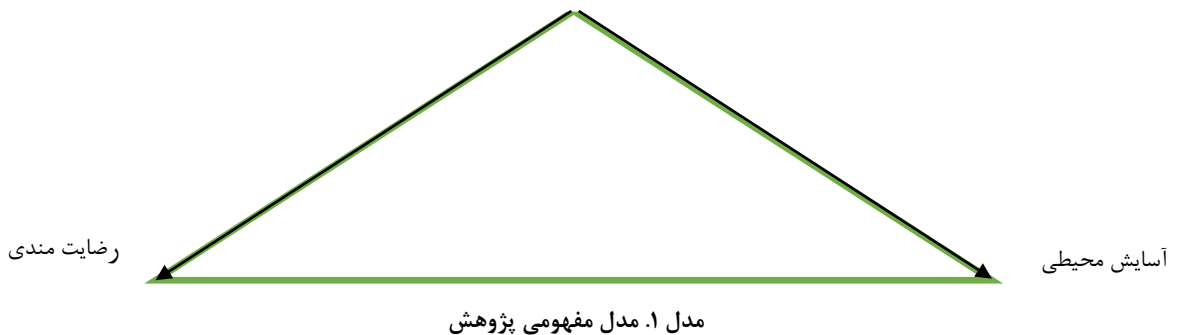 آسایش محیطی
رضایت مندی
مدل ۱. مدل مفهومی پژوهش